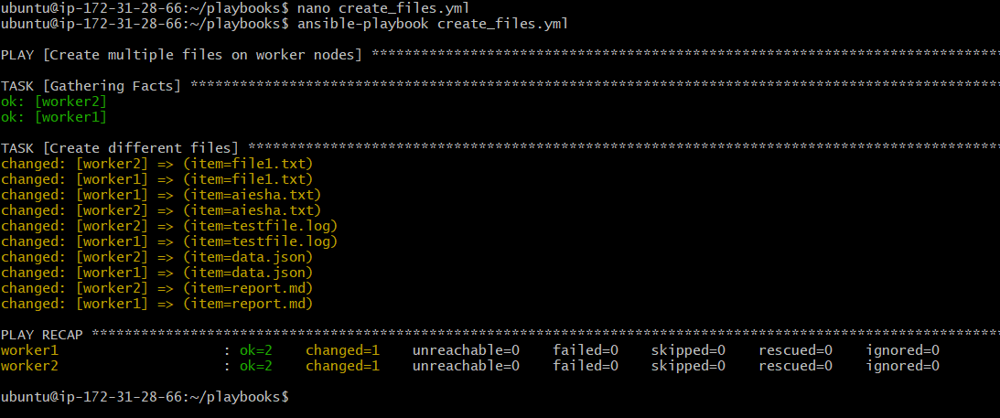 ubuntu@ip-172-31-28-66:~/playbooks$ nano create_files.yml
ubuntu@ip-172-31-28-66:~/playbooks$ ansible-playbook create_files.yml
PLAY [Create multiple files on worker nodes] *****************************************************************************
TASK [Gathering Facts] ***************************************************************************************************
ok: [worker2]
ok: [worker1]
TASK [Create different files] ********************************************************************************************
changed: [worker2] => (item=file1.txt)
changed: [worker1] => (item=file1.txt)
changed: [worker1] => (item=aiesha.txt)
changed: [worker2] => (item=aiesha.txt)
changed: [worker2] => (item=testfile.log)
changed: [worker1] => (item=testfile.log)
changed: [worker2] => (item=data.json)
changed: [worker1] => (item=data.json)
changed: [worker2] => (item=report.md)
changed: [worker1] => (item=report.md)
PLAY RECAP ***************************************************************************************************************
worker1                    : ok=2    changed=1    unreachable=0    failed=0    skipped=0    rescued=0    ignored=0
worker2                    : ok=2    changed=1    unreachable=0    failed=0    skipped=0    rescued=0    ignored=0
ubuntu@ip-172-31-28-66:~/playbooks$